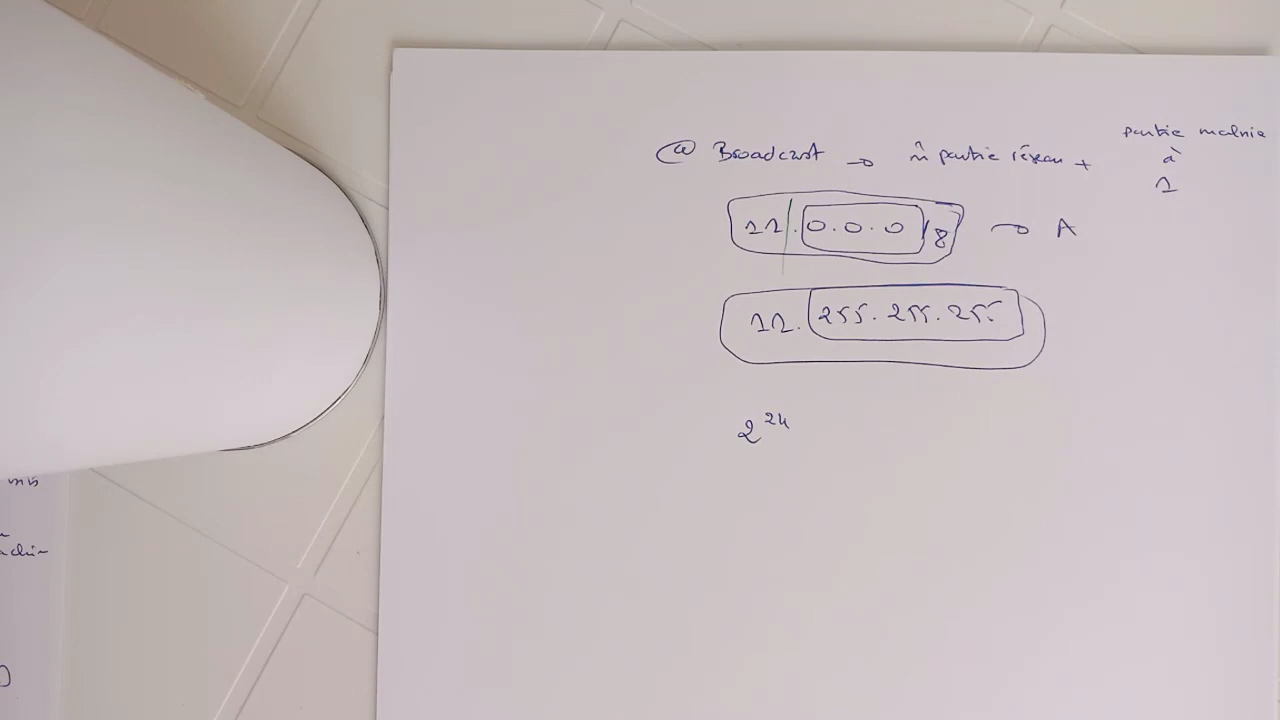 @ Broadcast → m̂ partie réseau + partie machine à 1
11.0.0.0/8 → A
11.255.255.255
2^24